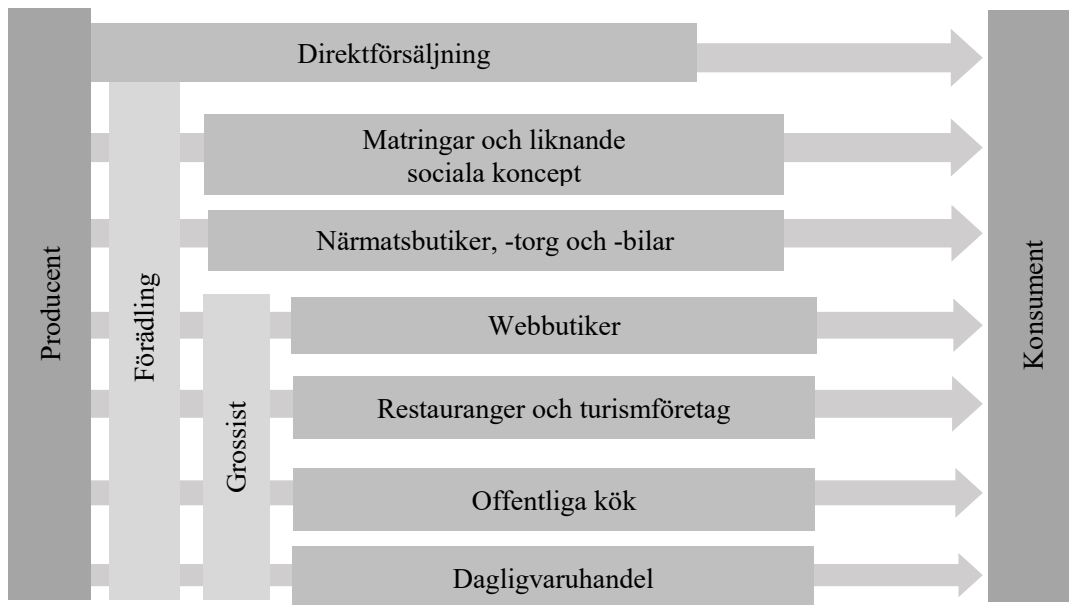 Producent
Förädling
Grossist
Direktförsäljning
Matringar och liknande
sociala koncept
Närmatsbutiker, -torg och -bilar
Webbutiker
Restauranger och turismföretag
Offentliga kök
Dagligvaruhandel
Konsument